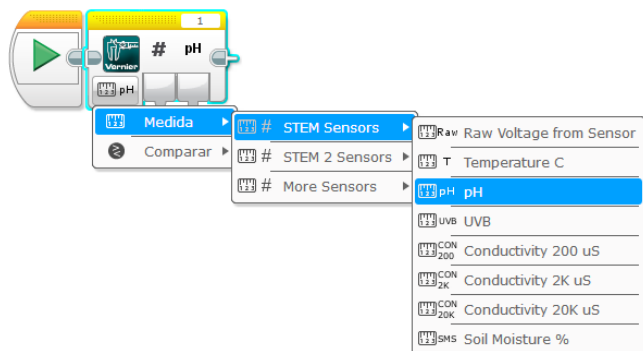 1
# pH
Vernier
pH
Medida
Comparar
# STEM Sensors
# STEM 2 Sensors
# More Sensors
Raw Raw Voltage from Sensor
T Temperature C
pH pH
UVB UVB
CON 200 Conductivity 200 uS
CON 2K Conductivity 2K uS
CON 20K Conductivity 20K uS
SMS Soil Moisture %